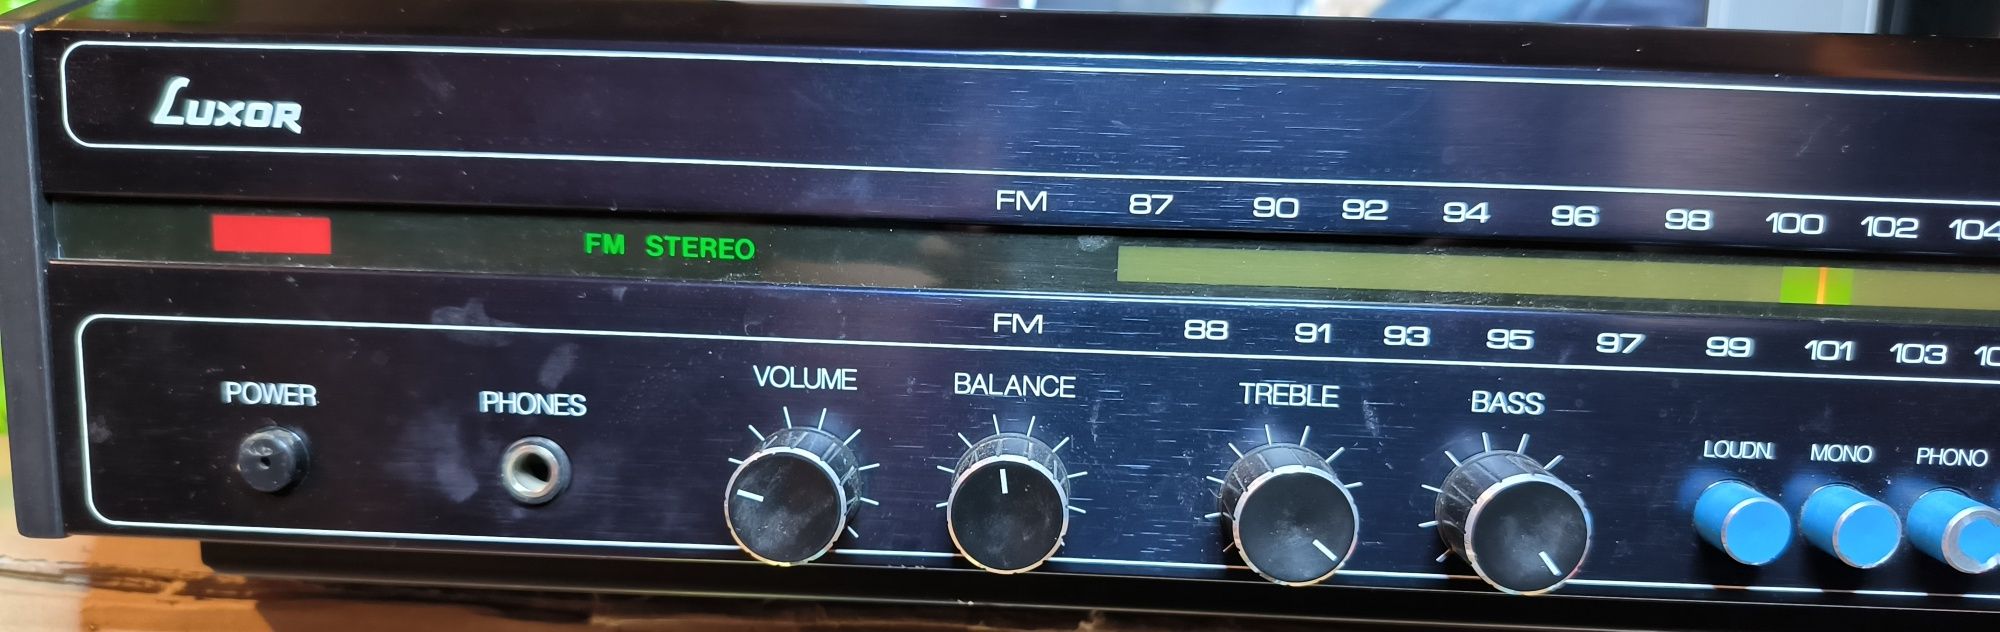 LUXOR
FM 87 90 92 94 96 98 100 102 104
FM STEREO
FM 88 91 93 95 97 99 101 103
POWER PHONES VOLUME BALANCE TREBLE BASS LOUDN. MONO PHONO